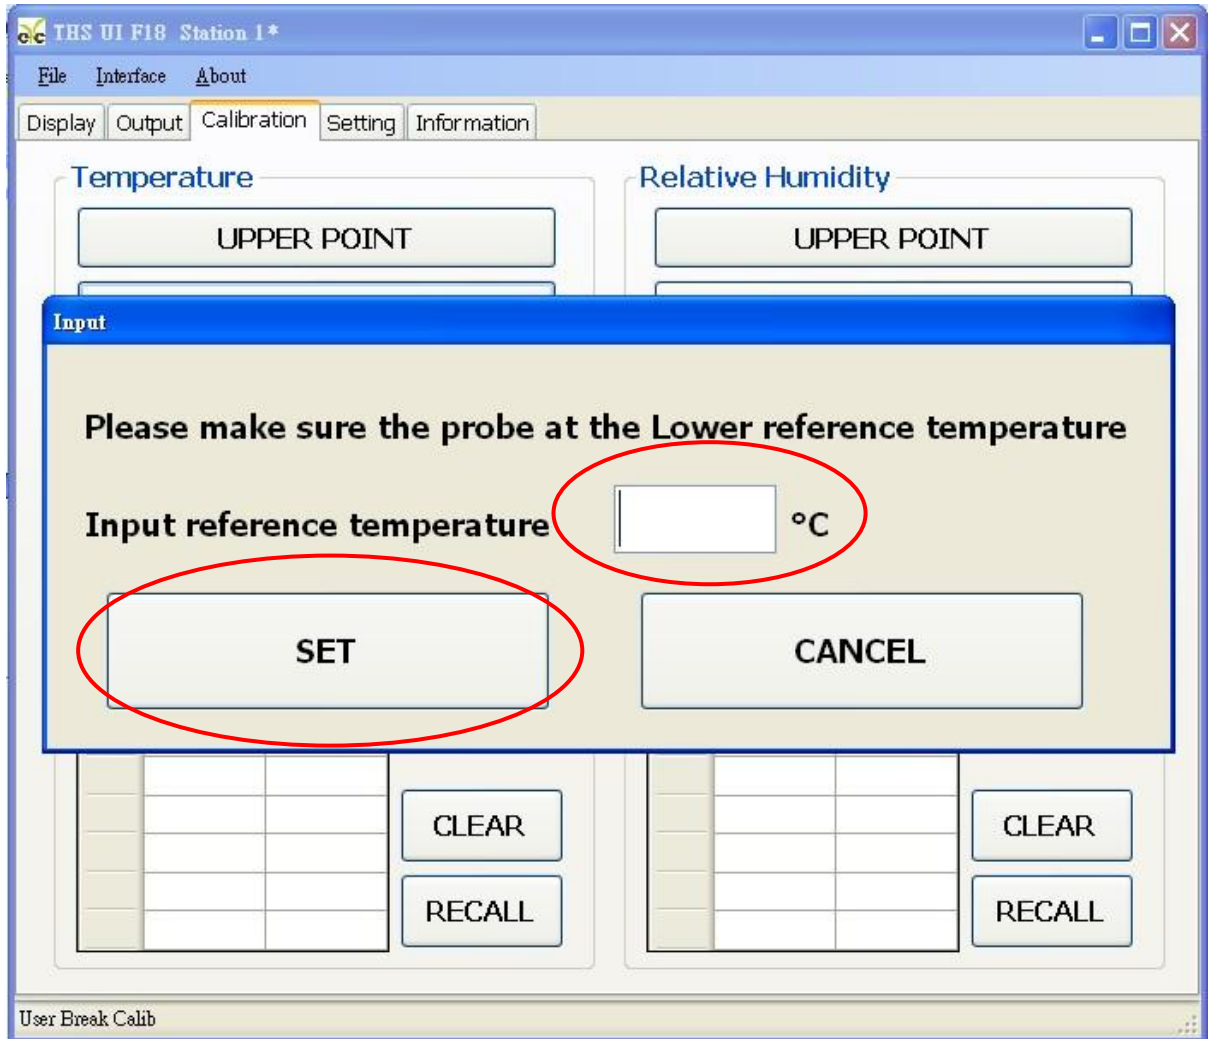 THS UI F18 Station 1*
File Interface About
Display Output Calibration Setting Information
Temperature Relative Humidity
UPPER POINT UPPER POINT
Input
Please make sure the probe at the Lower reference temperature
Input reference temperature °C
SET CANCEL
CLEAR CLEAR
RECALL RECALL
User Break Calib